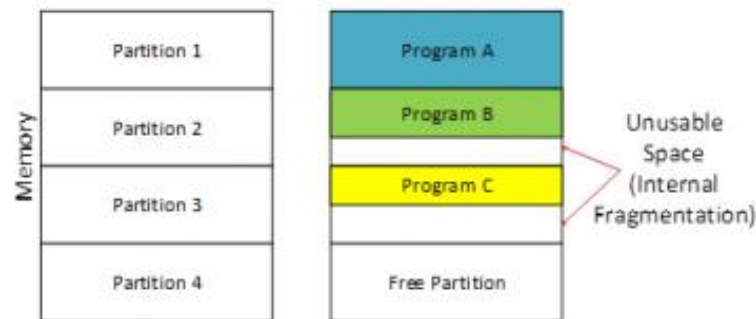 Memory
Partition 1
Partition 2
Partition 3
Partition 4
Program A
Program B
Program C
Free Partition
Unusable
Space
(Internal
Fragmentation)